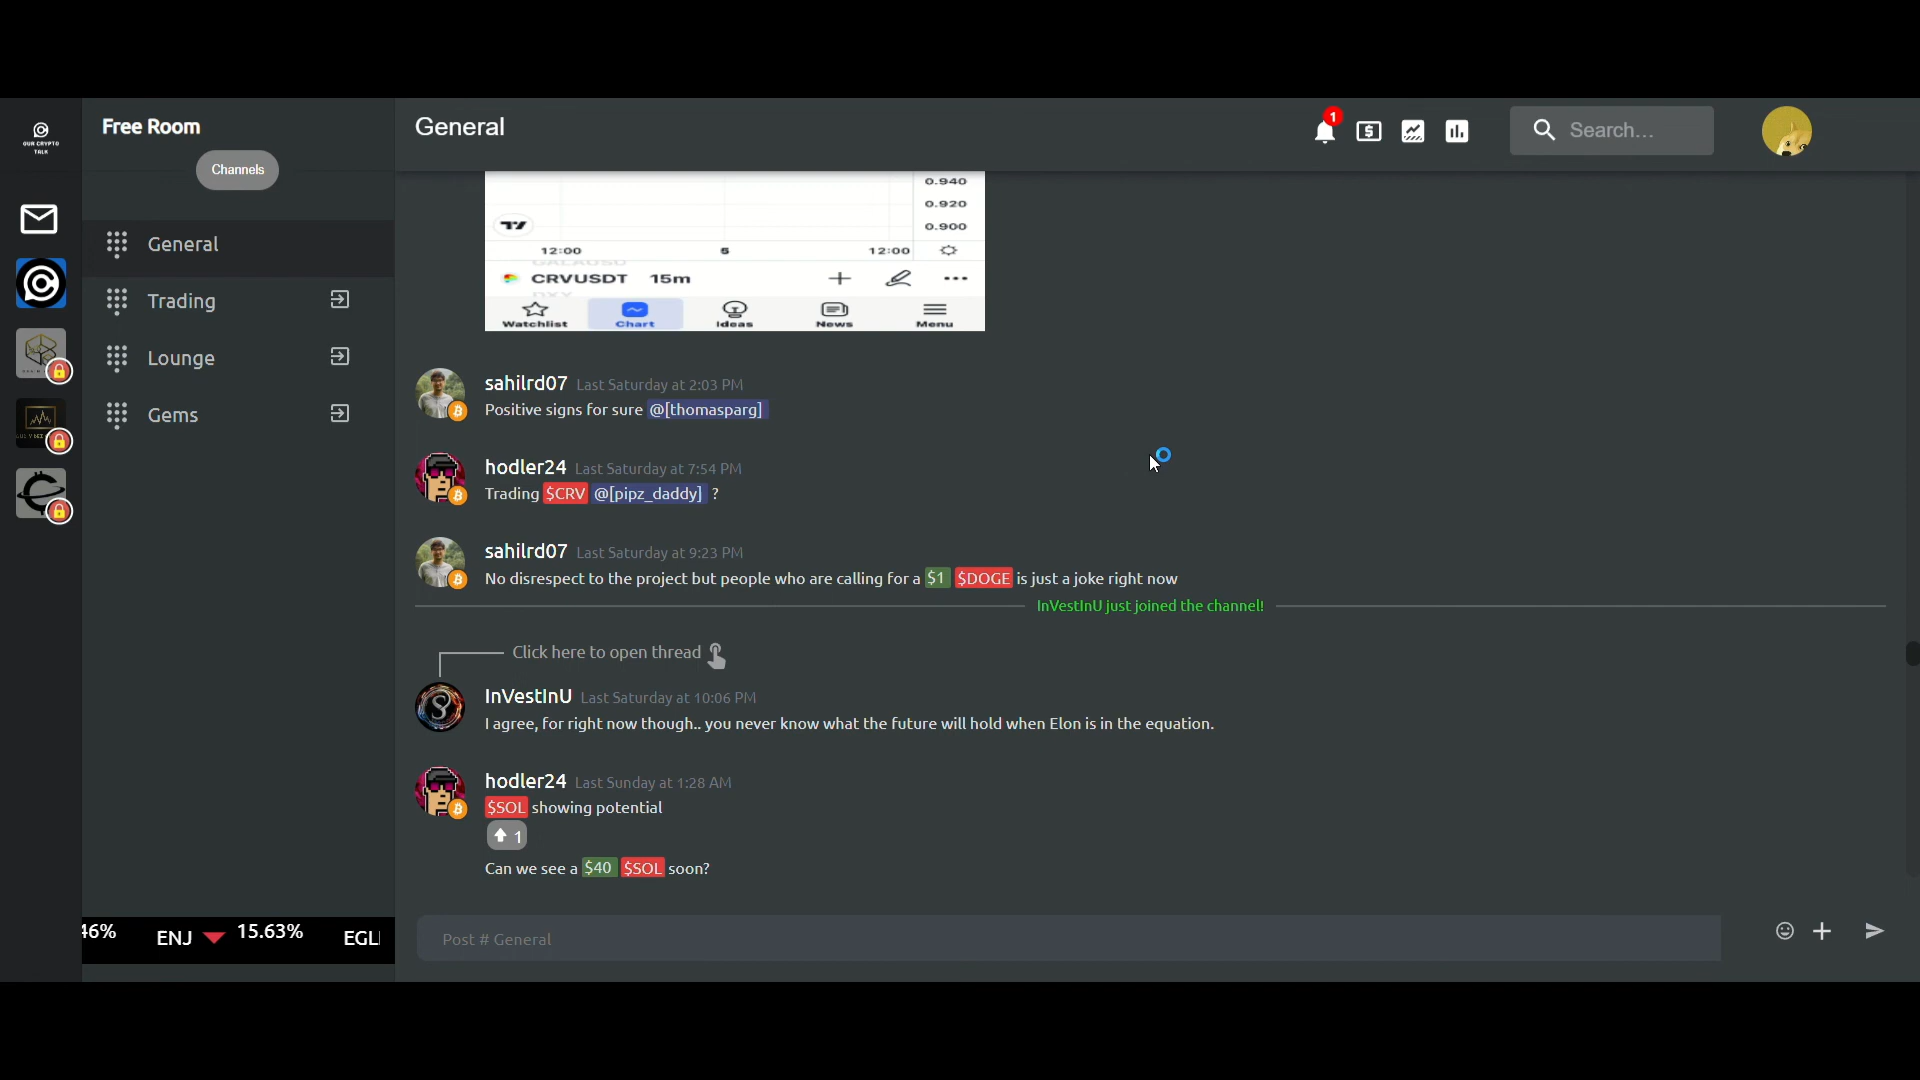 OUR CRYPTO
TALK
Free Room
Channels
General
Trading
Lounge
Gems
46%
ENJ
15.63%
EGLI
General
1
Search...
0.940
0.920
0.900
12:00
5
12:00
CRVUSDT 15m
Watchlist
Chart
Ideas
News
Menu
sahilrd07 Last Saturday at 2:03 PM
Positive signs for sure @[thomasparg]
hodler24 Last Saturday at 7:54 PM
Trading $CRV @[pipz_daddy] ?
sahilrd07 Last Saturday at 9:23 PM
No disrespect to the project but people who are calling for a $1 $DOGE is just a joke right now
InVestInU just joined the channel!
Click here to open thread
InVestInU Last Saturday at 10:06 PM
I agree, for right now though.. you never know what the future will hold when Elon is in the equation.
hodler24 Last Sunday at 1:28 AM
$SOL showing potential
1
Can we see a $40 $SOL soon?
Post # General